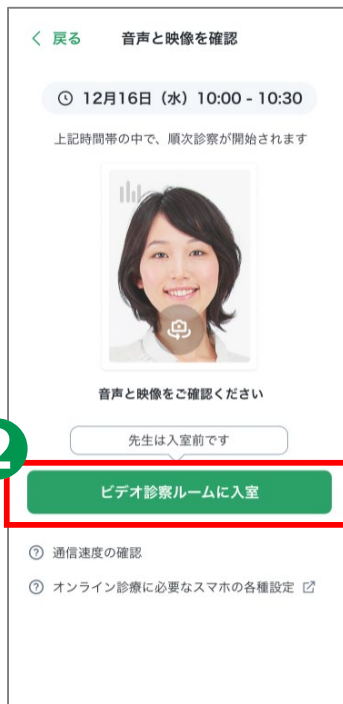 戻る 音声と映像を確認
12月16日（水）10:00 - 10:30
上記時間帯の中で、順次診察が開始されます
音声と映像をご確認ください
先生は入室前です
2
ビデオ診察ルームに入室
通信速度の確認
オンライン診療に必要なスマホの各種設定